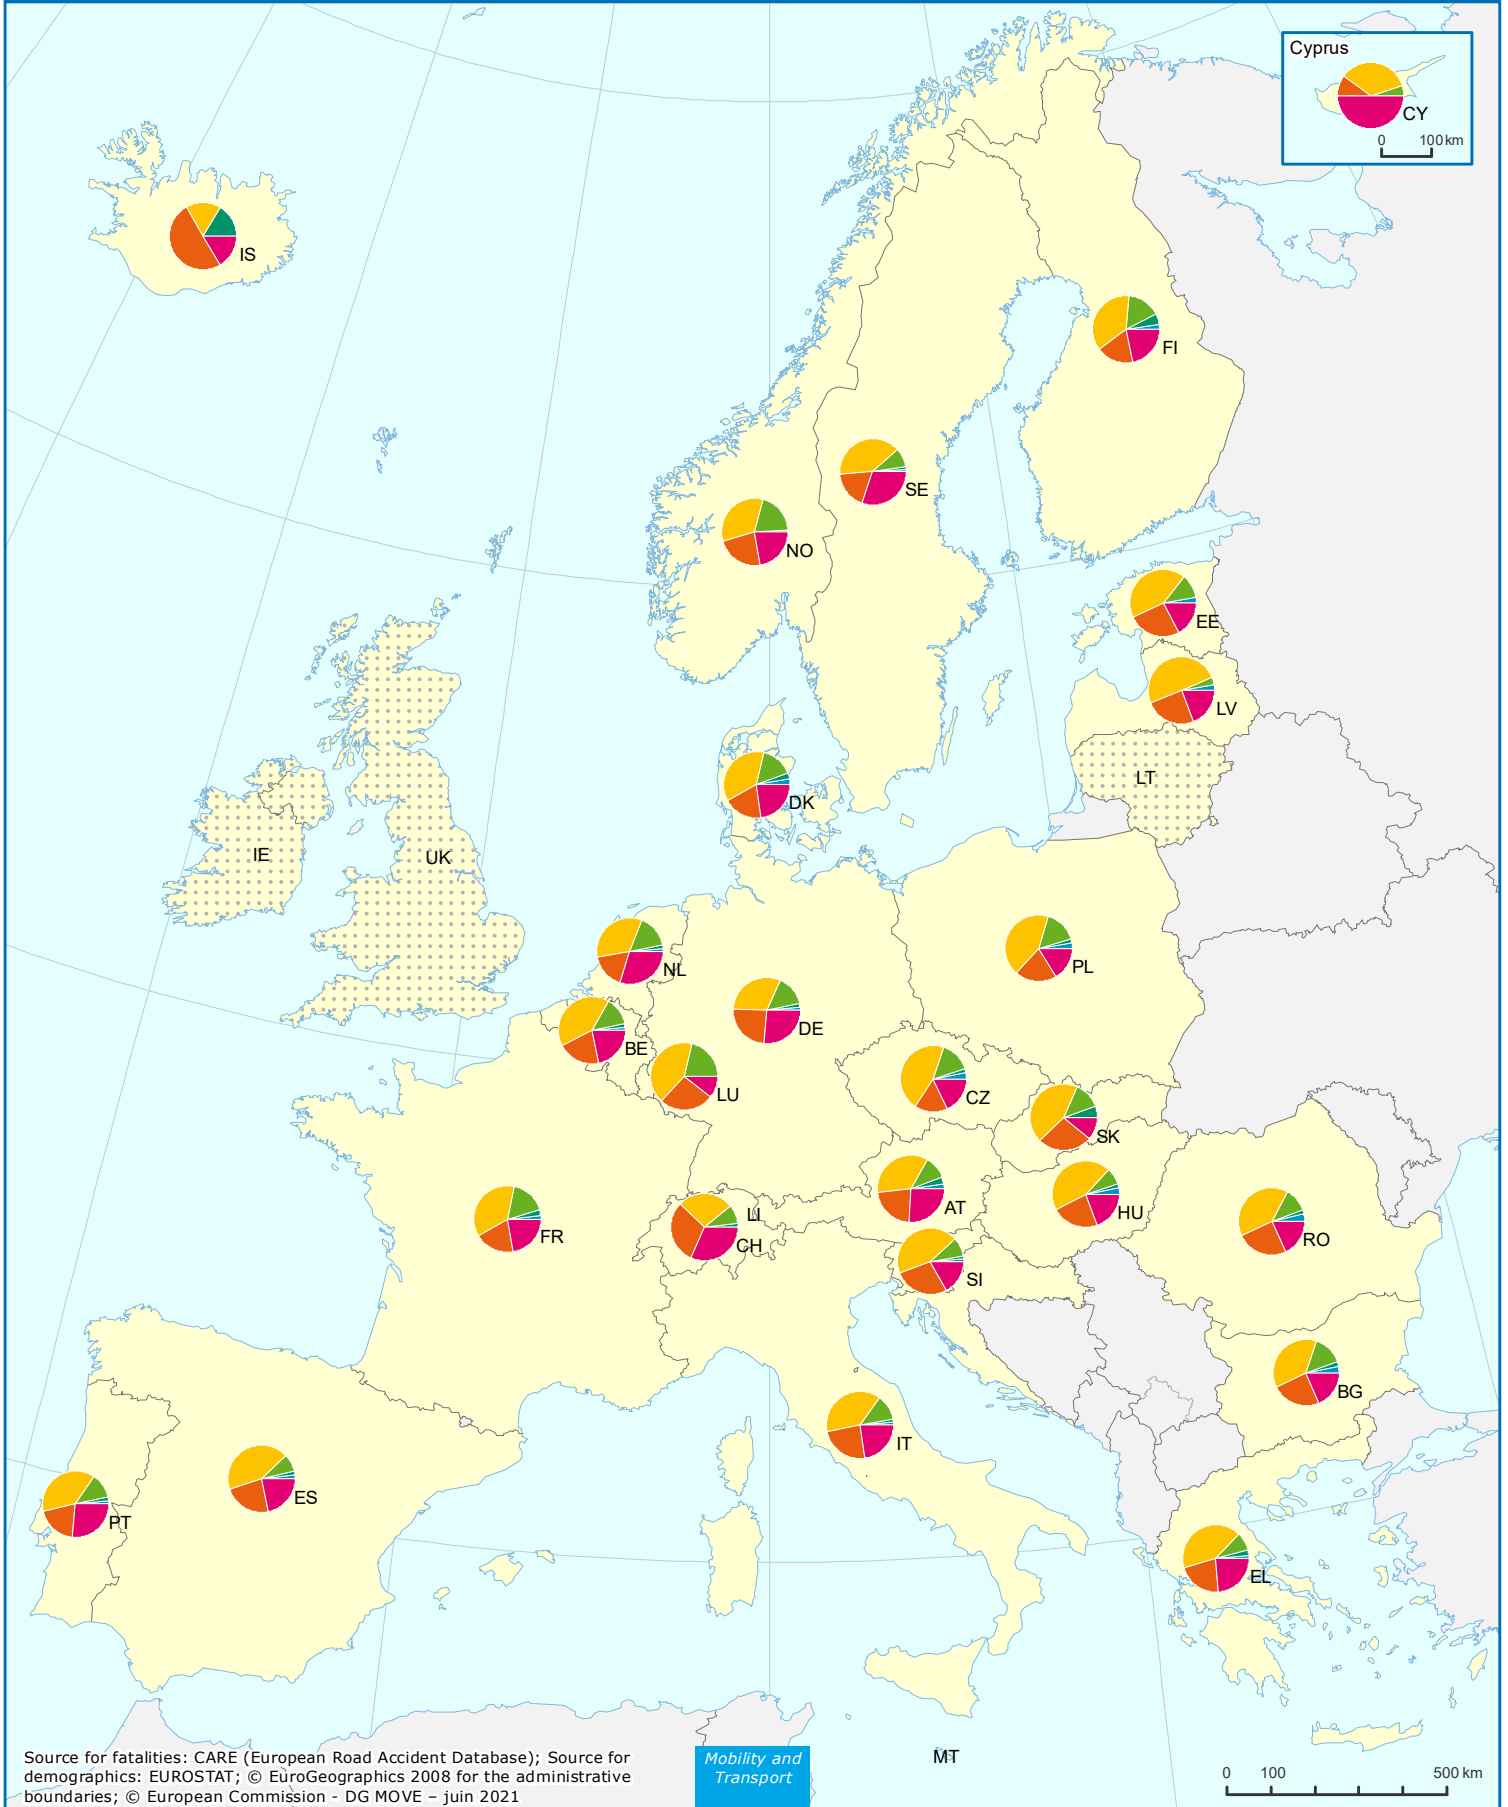 Cyprus
CY
0 100 km
IS
FI
SE
NO
EE
LV
LT
DK
IE
UK
NL
PL
DE
BE
LU
CZ
SK
AT
HU
LI
CH
FR
RO
SI
BG
IT
ES
PT
EL
MT
Source for fatalities: CARE (European Road Accident Database); Source for
demographics: EUROSTAT; © EuroGeographics 2008 for the administrative
boundaries; © European Commission - DG MOVE – juin 2021
Mobility and
Transport
0 100 500 km